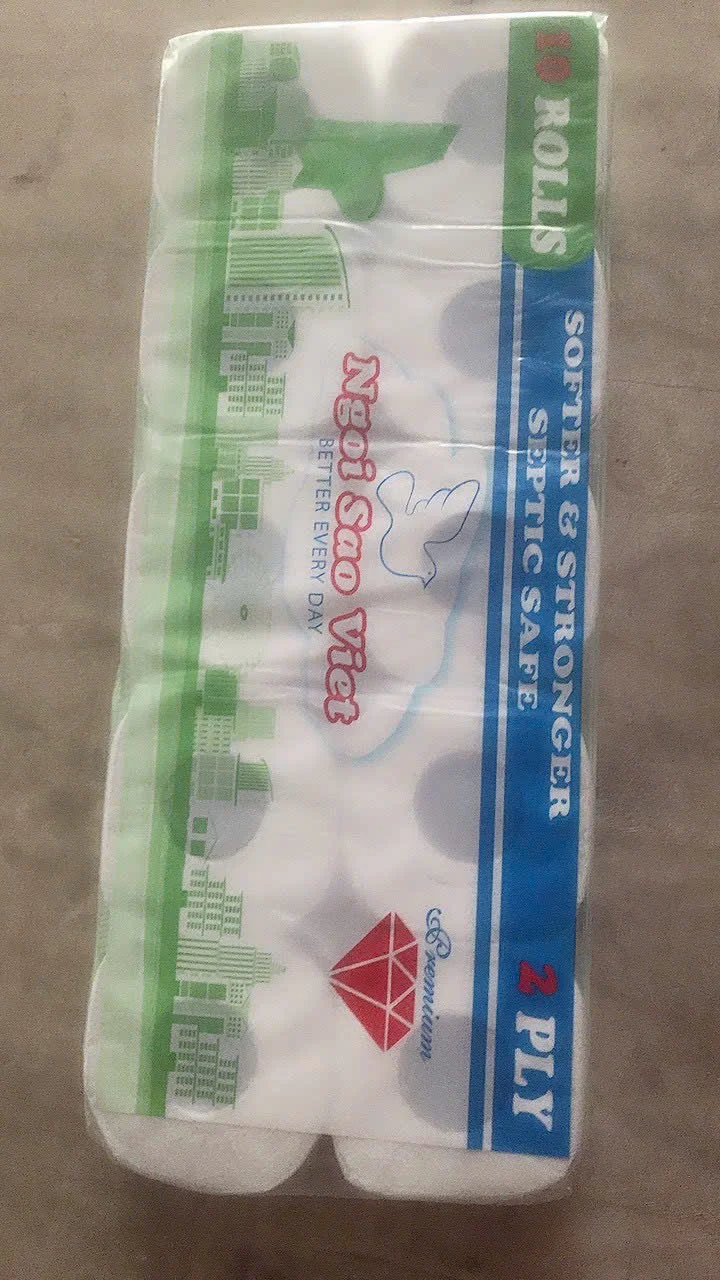 10 ROLLS
SOFTER & STRONGER
SEPTIC SAFE
2 PLY
Ngoi Sao Viet
BETTER EVERY DAY
Premium